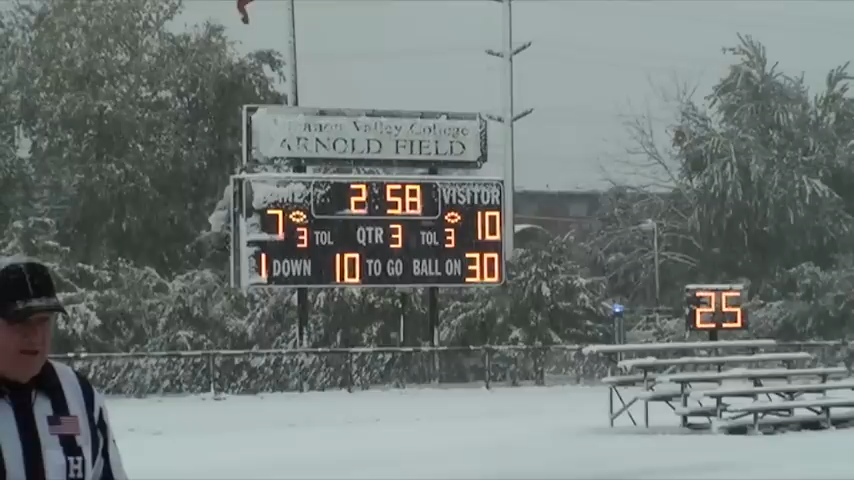 Valley College
ARNOLD FIELD
2 58 VISITOR
7 3 TOL QTR 3 TOL 3 10
1 DOWN 10 TO GO BALL ON 30
25
H